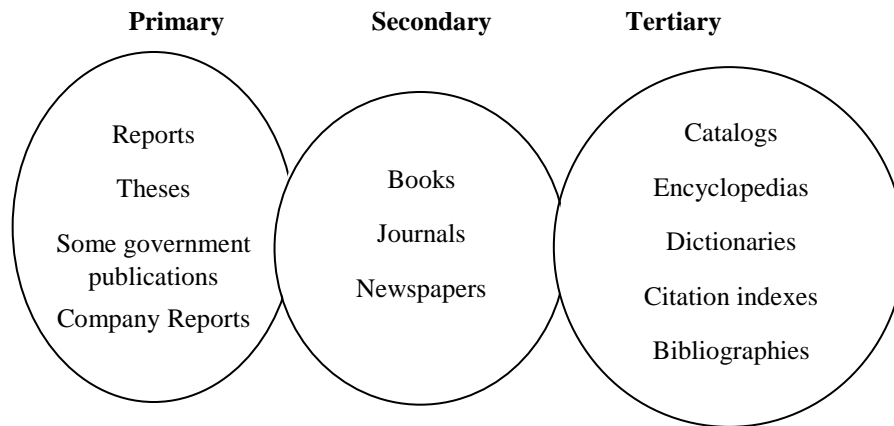 Primary
Secondary
Tertiary
Reports
Theses
Some government
publications
Company Reports
Books
Journals
Newspapers
Catalogs
Encyclopedias
Dictionaries
Citation indexes
Bibliographies